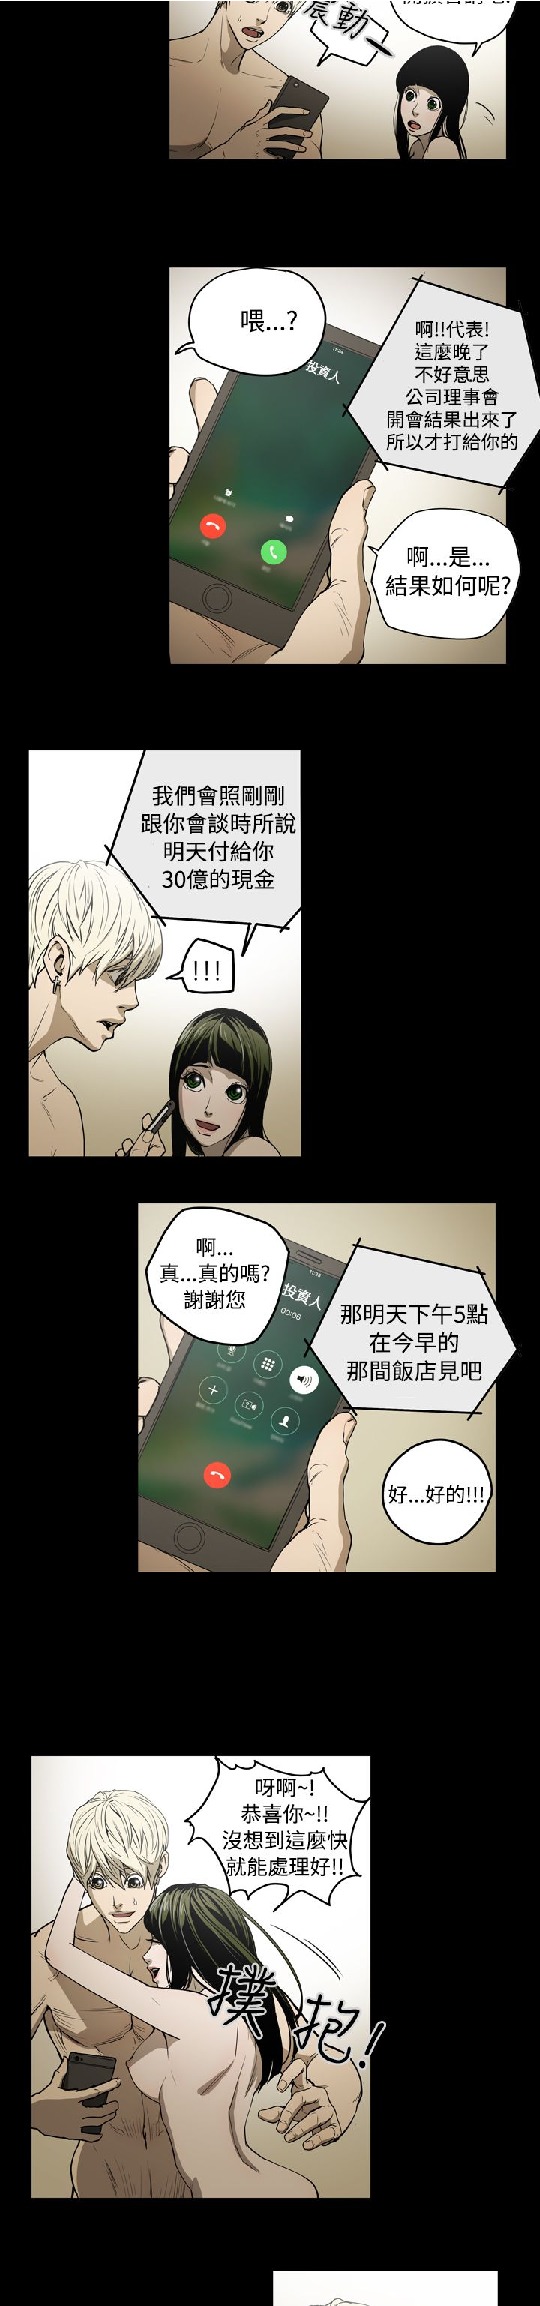 震動
喂...?
投資人
啊!!代表!
這麼晚了
不好意思
公司理事會
開會結果出來了
所以才打給你的
啊...是...
結果如何呢?
我們會照剛剛
跟你會談時所說
明天付給你
30億的現金
!!!
啊...
真...真的嗎?
謝謝您
投資人
00:08
那明天下午5點
在今早的
那間飯店見吧
好...好的!!!
呀啊~!
恭喜你~!!
沒想到這麼快
就能處理好!!
撲抱!